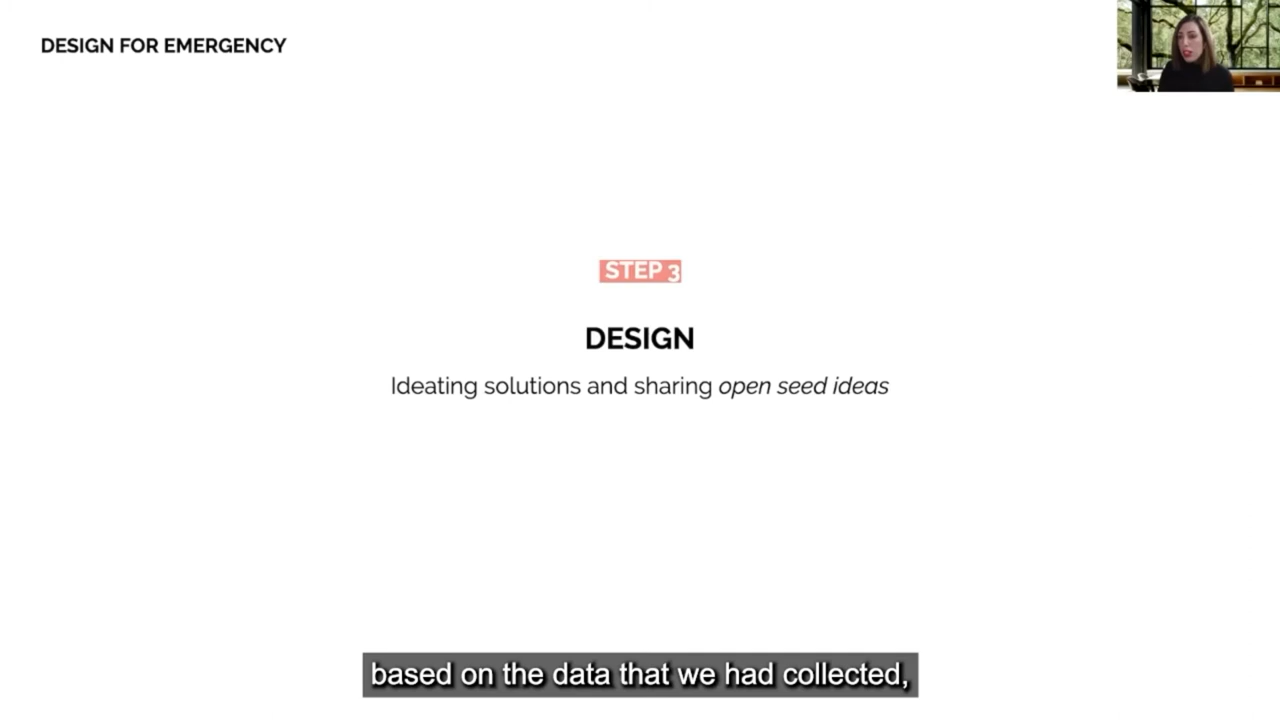 DESIGN FOR EMERGENCY
STEP 3
DESIGN
Ideating solutions and sharing open seed ideas
based on the data that we had collected,